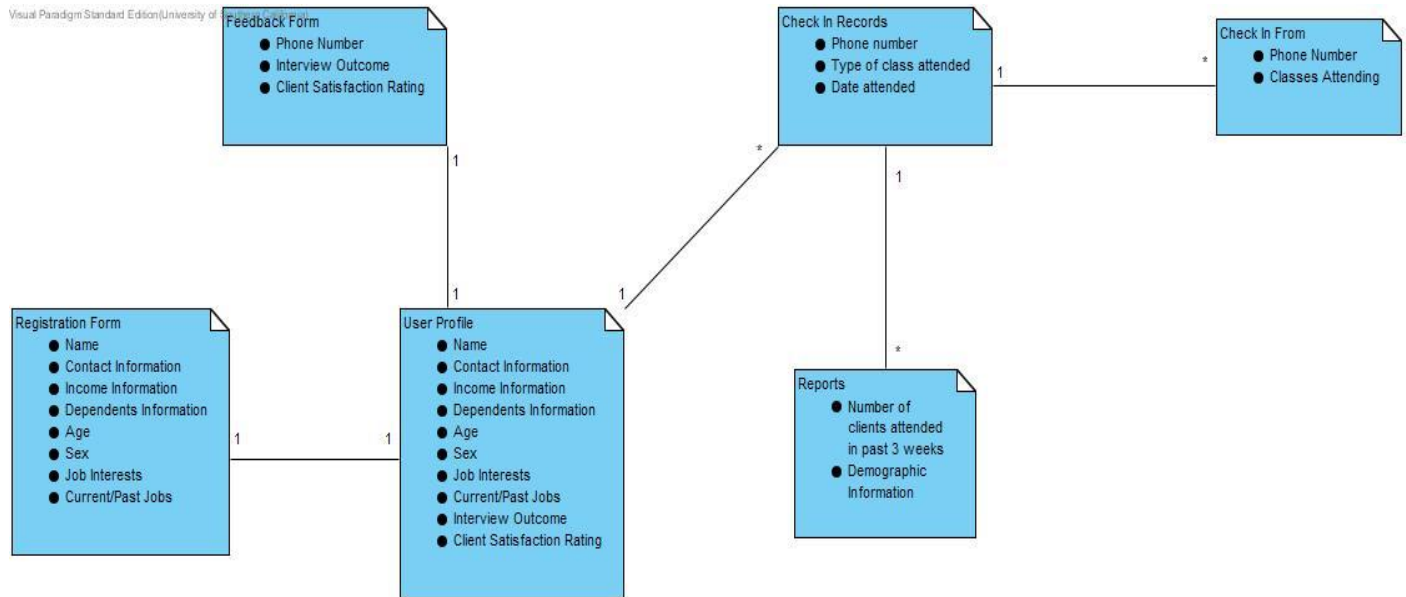 Visual Paradigm Standard Edition(University of
Feedback Form
● Phone Number
● Interview Outcome
● Client Satisfaction Rating
1
1
Check In Records
● Phone number
● Type of class attended
● Date attended
1
*
Check In From
● Phone Number
● Classes Attending
*
1
1
*
Registration Form
● Name
● Contact Information
● Income Information
● Dependents Information
● Age
● Sex
● Job Interests
● Current/Past Jobs
1
1
User Profile
● Name
● Contact Information
● Income Information
● Dependents Information
● Age
● Sex
● Job Interests
● Current/Past Jobs
● Interview Outcome
● Client Satisfaction Rating
Reports
● Number of
clients attended
in past 3 weeks
● Demographic
Information